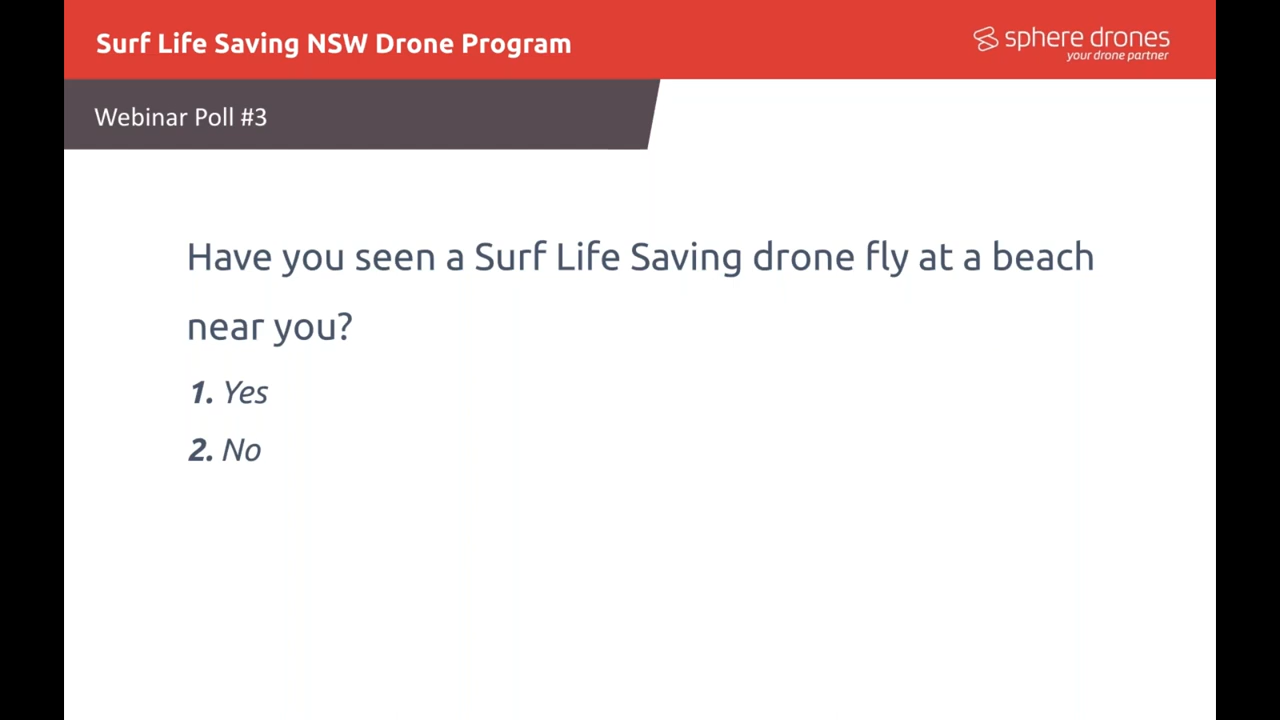 Surf Life Saving NSW Drone Program
sphere drones
your drone partner
Webinar Poll #3
Have you seen a Surf Life Saving drone fly at a beach
near you?
1. Yes
2. No